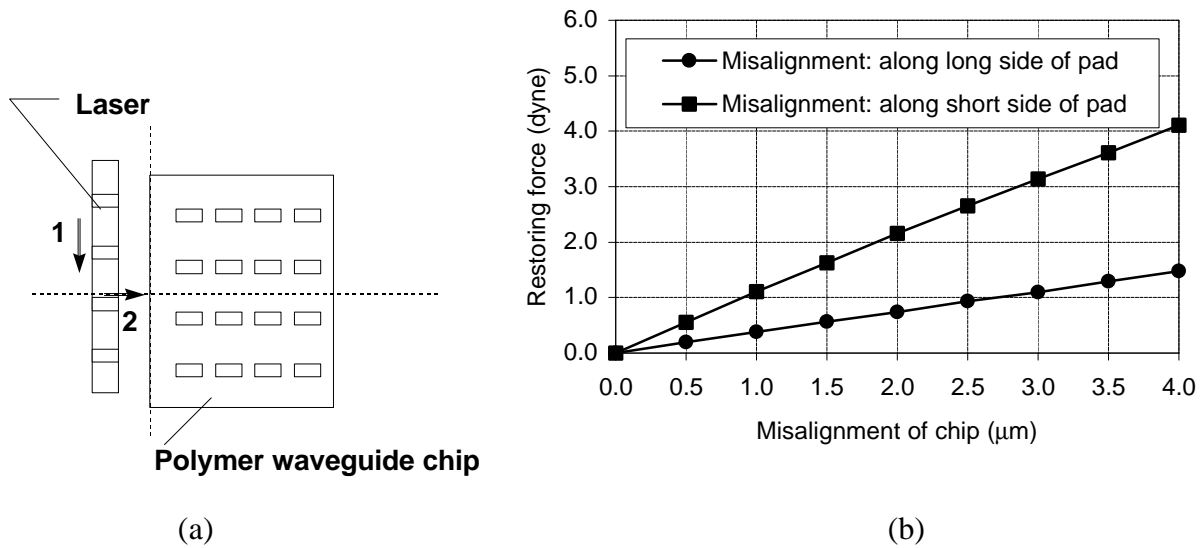 Laser
1
2
Polymer waveguide chip
(a)
6.0
5.0
4.0
3.0
2.0
1.0
0.0
Restoring force (dyne)
Misalignment: along long side of pad
Misalignment: along short side of pad
0.0 0.5 1.0 1.5 2.0 2.5 3.0 3.5 4.0
Misalignment of chip (μm)
(b)